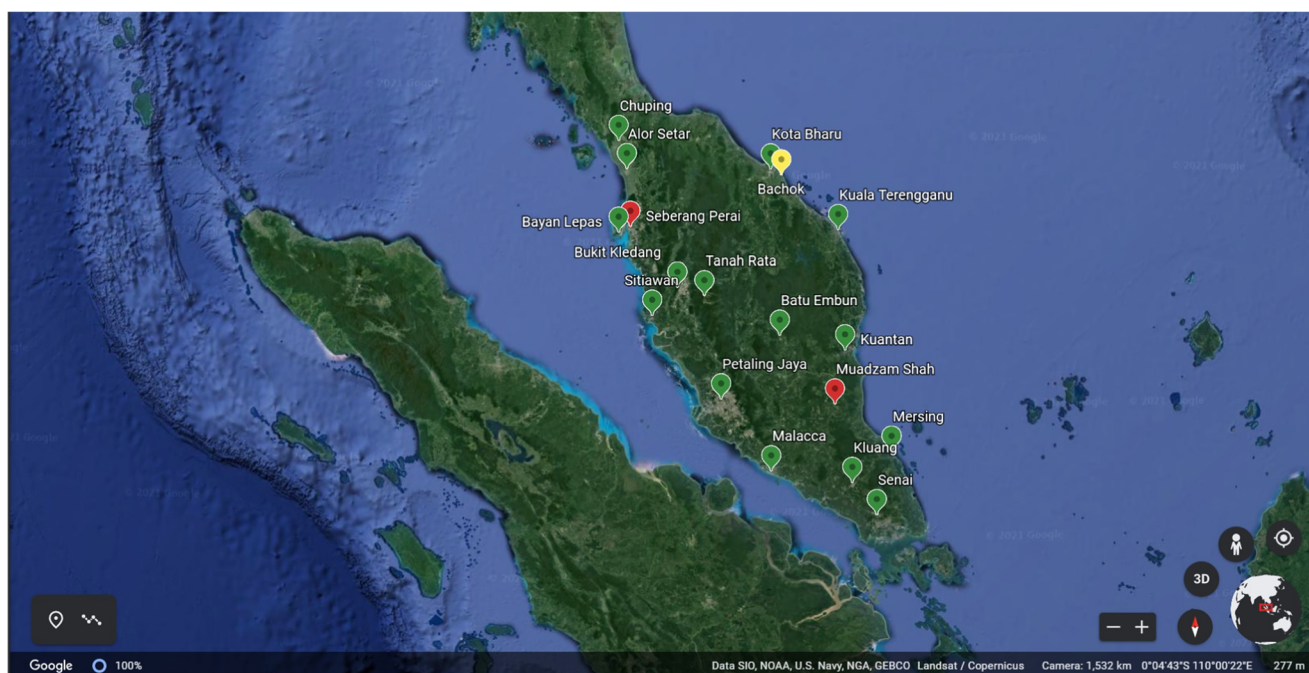 Chuping
Alor Setar
Kota Bharu
Bachok
Kuala Terengganu
Bayan Lepas
Seberang Perai
Bukit Kledang
Tanah Rata
Sitiawan
Batu Embun
Kuantan
Petaling Jaya
Muadzam Shah
Mersing
Malacca
Kluang
Senai
3D
Google 100% Data SIO, NOAA, U.S. Navy, NGA, GEBCO Landsat / Copernicus Camera: 1,532 km 0°04'43"S 110°00'22"E 277 m